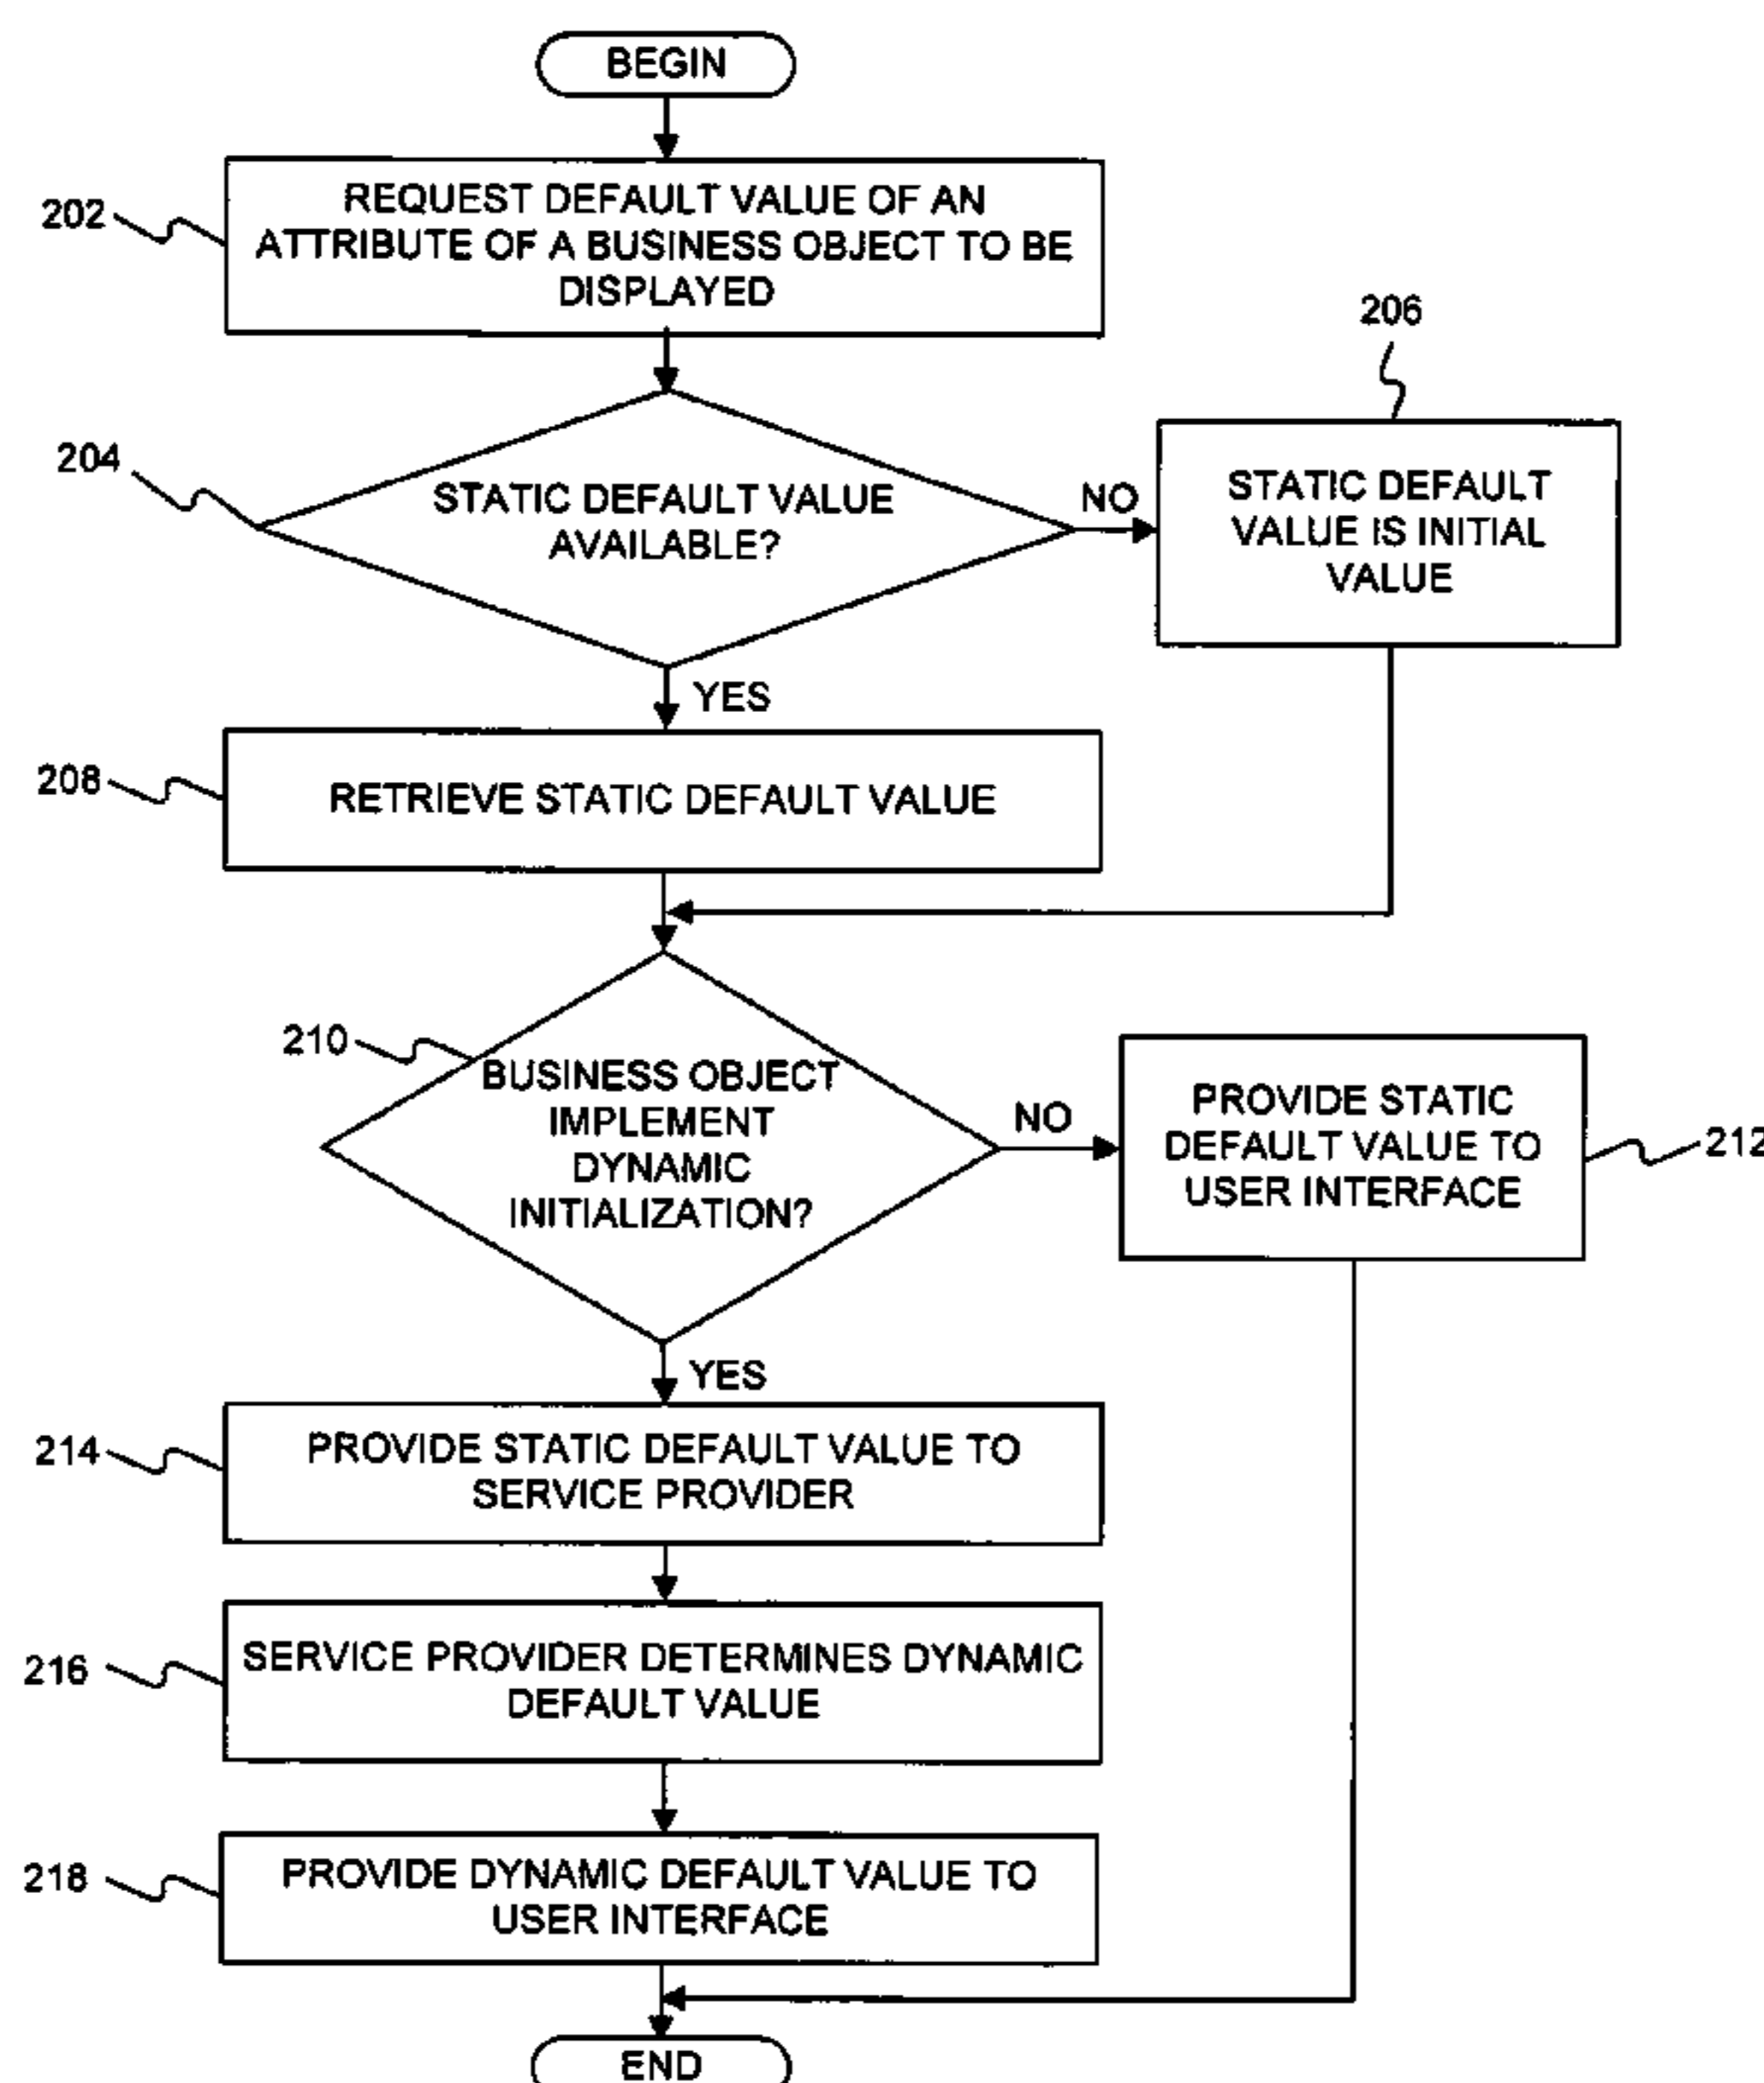 BEGIN
202
REQUEST DEFAULT VALUE OF AN
ATTRIBUTE OF A BUSINESS OBJECT TO BE
DISPLAYED
206
204
STATIC DEFAULT VALUE
AVAILABLE?
NO
STATIC DEFAULT
VALUE IS INITIAL
VALUE
YES
208
RETRIEVE STATIC DEFAULT VALUE
210
BUSINESS OBJECT
IMPLEMENT
DYNAMIC
INITIALIZATION?
NO
PROVIDE STATIC
DEFAULT VALUE TO
USER INTERFACE
212
YES
214
PROVIDE STATIC DEFAULT VALUE TO
SERVICE PROVIDER
216
SERVICE PROVIDER DETERMINES DYNAMIC
DEFAULT VALUE
218
PROVIDE DYNAMIC DEFAULT VALUE TO
USER INTERFACE
END